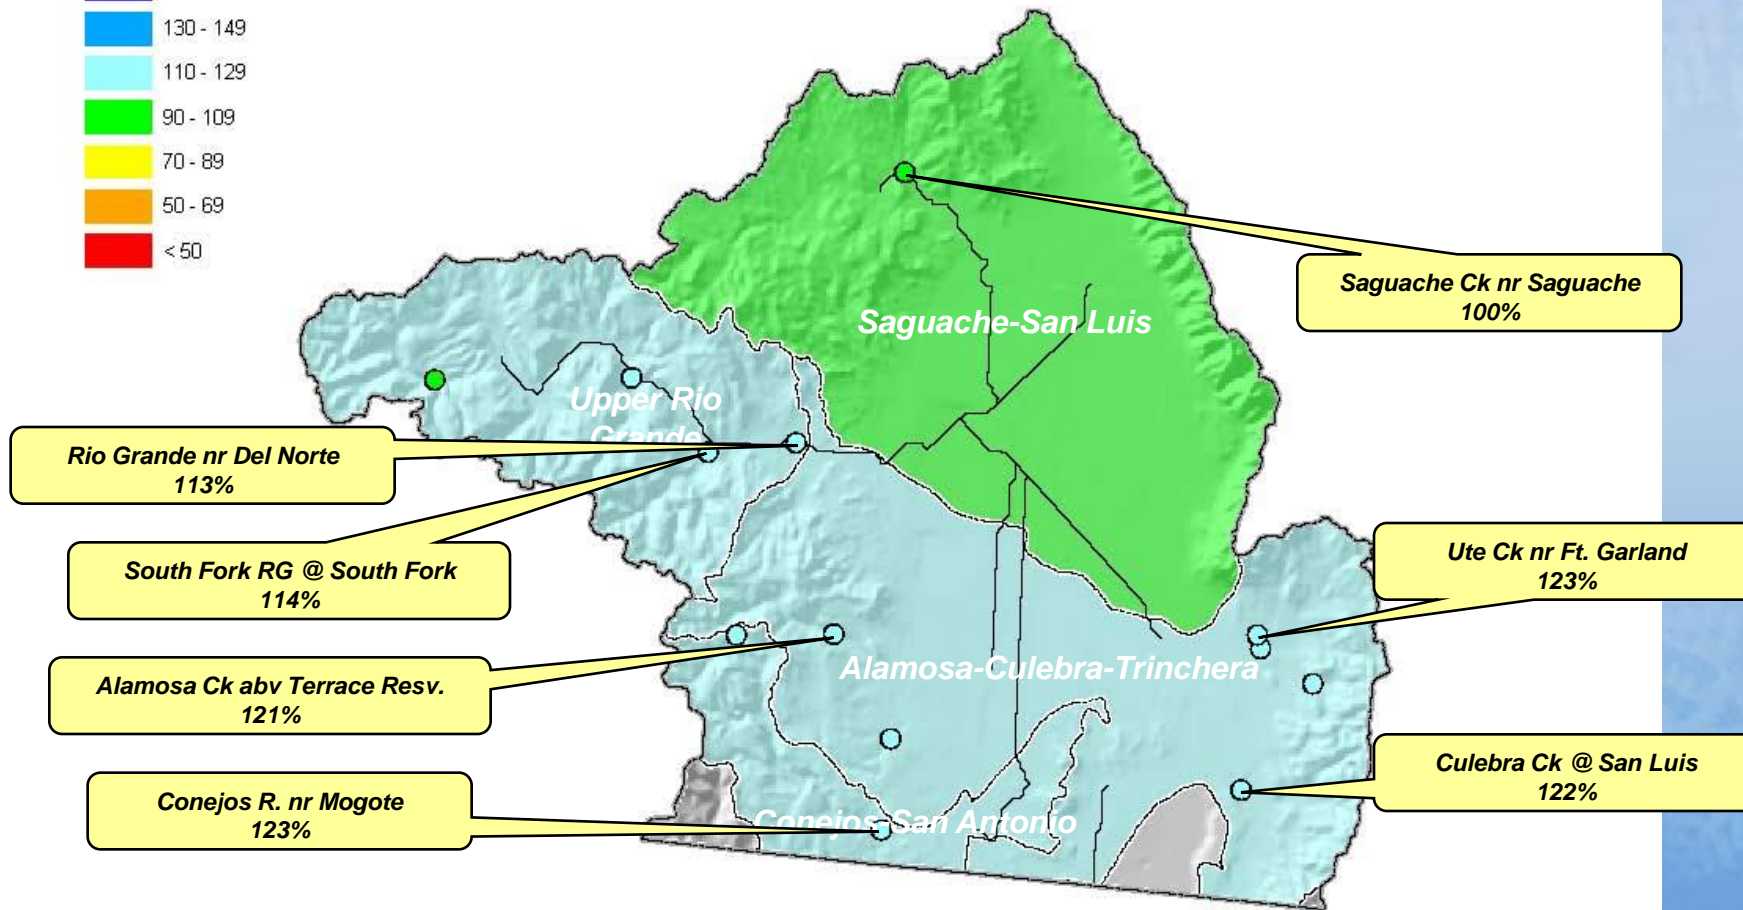 130 - 149
110 - 129
90 - 109
70 - 89
50 - 69
< 50
Saguache Ck nr Saguache
100%
Saguache-San Luis
Upper Rio
Grande
Rio Grande nr Del Norte
113%
South Fork RG @ South Fork
114%
Ute Ck nr Ft. Garland
123%
Alamosa-Culebra-Trinchera
Alamosa Ck abv Terrace Resv.
121%
Culebra Ck @ San Luis
122%
Conejos R. nr Mogote
123%
Conejos-San Antonio